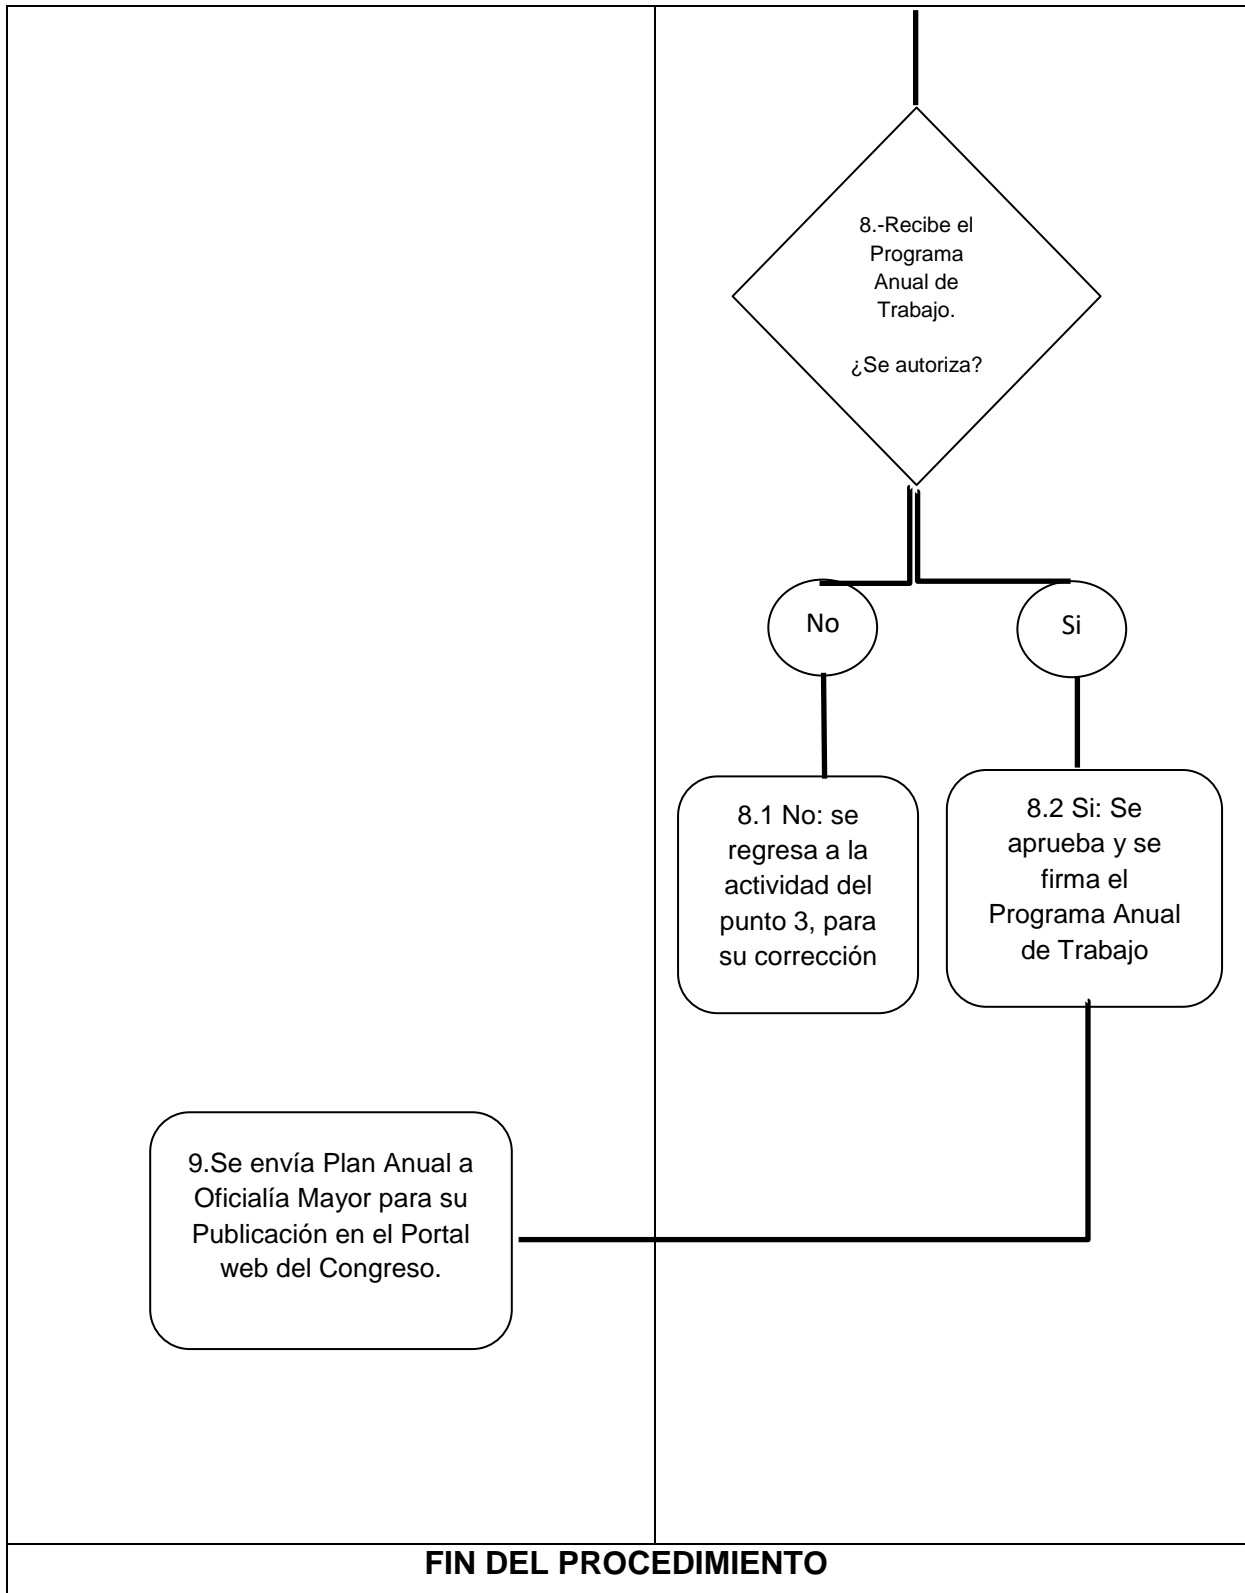 8.-Recibe el
Programa
Anual de
Trabajo.
¿Se autoriza?
No
Si
8.1 No: se
regresa a la
actividad del
punto 3, para
su corrección
8.2 Si: Se
aprueba y se
firma el
Programa Anual
de Trabajo
9.Se envía Plan Anual a
Oficialía Mayor para su
Publicación en el Portal
web del Congreso.
FIN DEL PROCEDIMIENTO